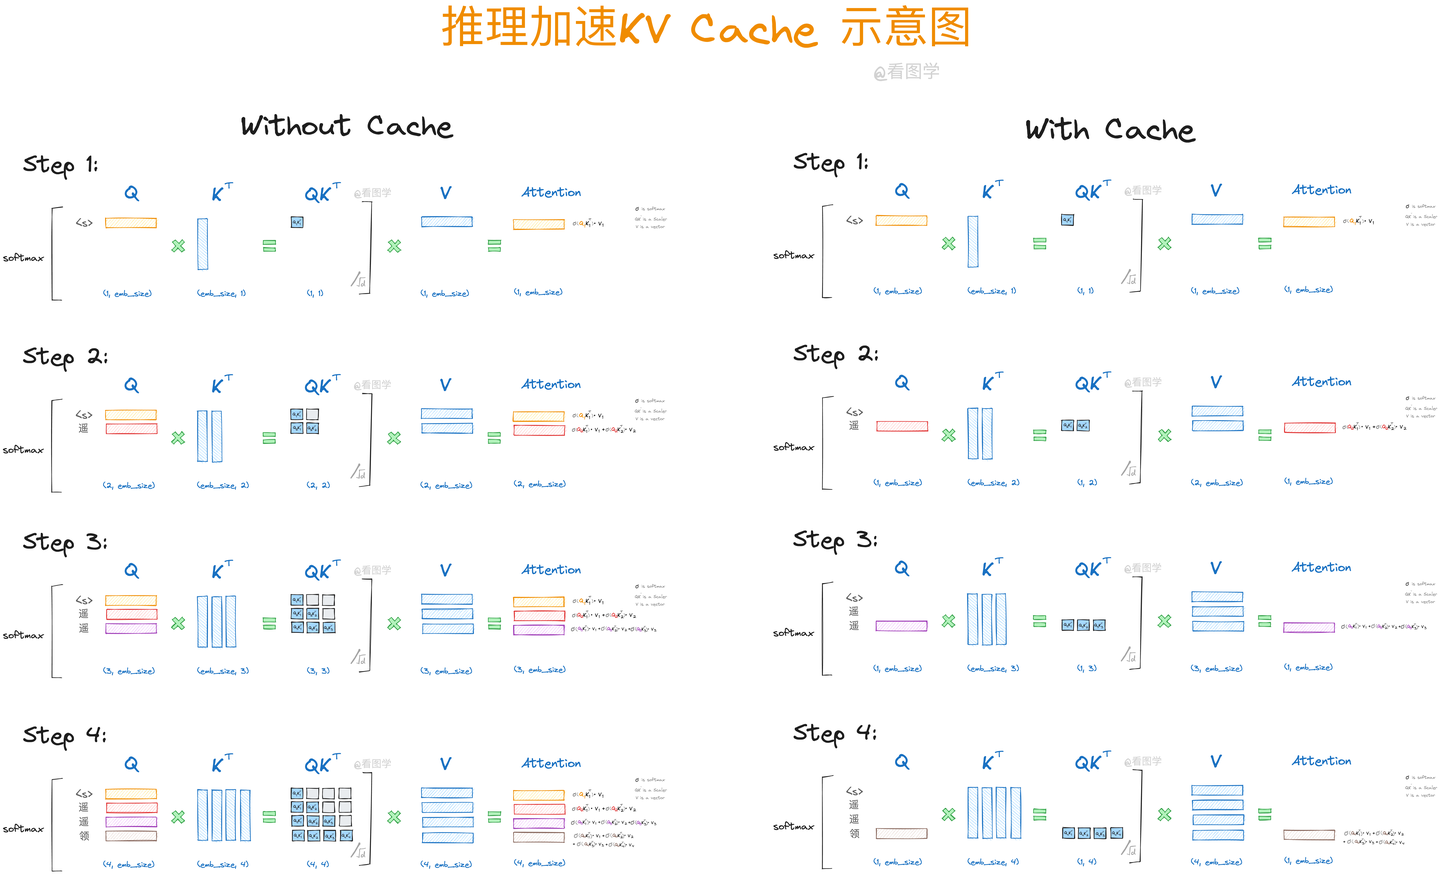 推理加速KV Cache 示意图
@看图学
Without Cache
Step 1:
Q K^T QK^T @看图学 V Attention
<s>
softmax
/√d
(1, emb_size) (emb_size, 1) (1, 1) (1, emb_size) (1, emb_size)
Step 2:
Q K^T QK^T @看图学 V Attention
<s>
遥
softmax
/√d
(2, emb_size) (emb_size, 2) (2, 2) (2, emb_size) (2, emb_size)
Step 3:
Q K^T QK^T @看图学 V Attention
<s>
遥
遥
softmax
/√d
(3, emb_size) (emb_size, 3) (3, 3) (3, emb_size) (3, emb_size)
Step 4:
Q K^T QK^T @看图学 V Attention
<s>
遥
遥
领
softmax
/√d
(4, emb_size) (emb_size, 4) (4, 4) (4, emb_size) (4, emb_size)
With Cache
Step 1:
Q K^T QK^T @看图学 V Attention
<s>
softmax
/√d
(1, emb_size) (emb_size, 1) (1, 1) (1, emb_size) (1, emb_size)
Step 2:
Q K^T QK^T @看图学 V Attention
<s>
遥
softmax
/√d
(1, emb_size) (emb_size, 2) (1, 2) (2, emb_size) (1, emb_size)
Step 3:
Q K^T QK^T @看图学 V Attention
<s>
遥
遥
softmax
/√d
(1, emb_size) (emb_size, 3) (1, 3) (3, emb_size) (1, emb_size)
Step 4:
Q K^T QK^T @看图学 V Attention
<s>
遥
遥
领
softmax
/√d
(1, emb_size) (emb_size, 4) (1, 4) (4, emb_size) (1, emb_size)